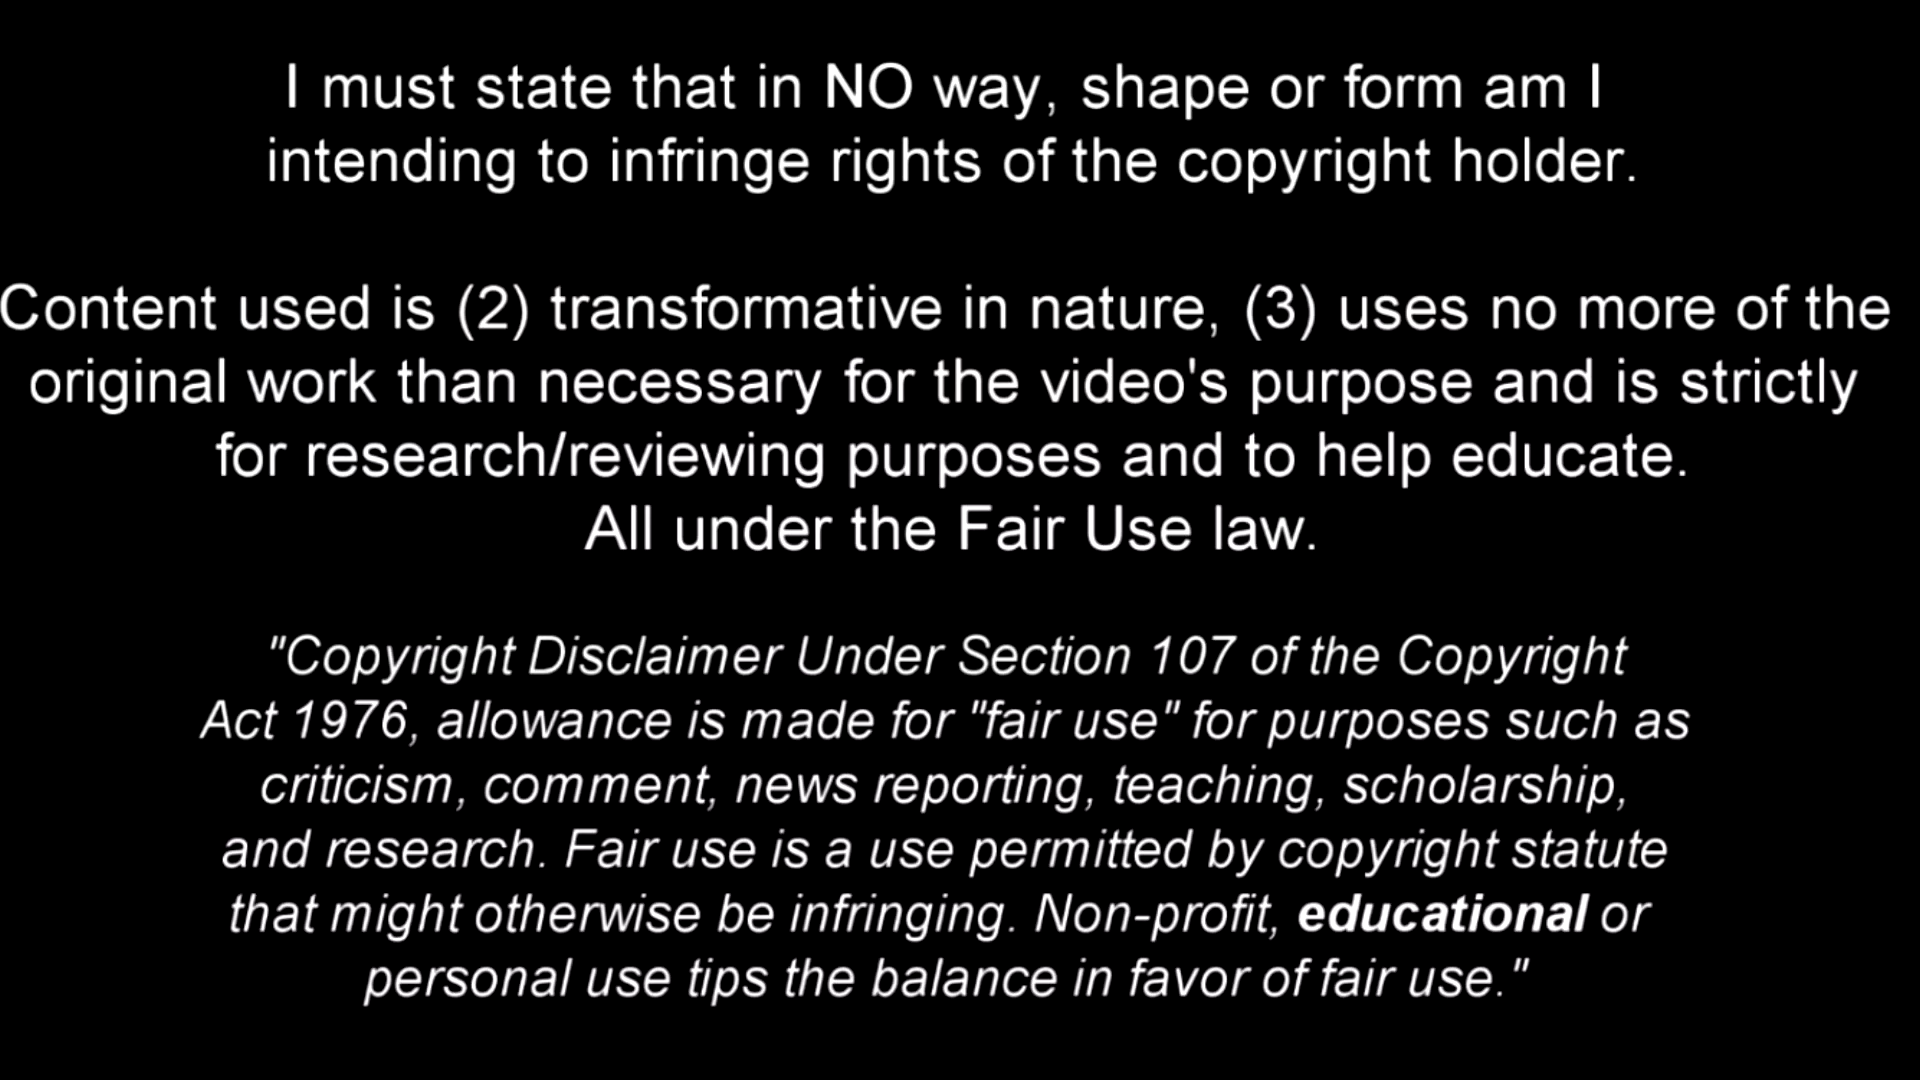 I must state that in NO way, shape or form am I
intending to infringe rights of the copyright holder.
Content used is (2) transformative in nature, (3) uses no more of the
original work than necessary for the video's purpose and is strictly
for research/reviewing purposes and to help educate.
All under the Fair Use law.
"Copyright Disclaimer Under Section 107 of the Copyright
Act 1976, allowance is made for "fair use" for purposes such as
criticism, comment, news reporting, teaching, scholarship,
and research. Fair use is a use permitted by copyright statute
that might otherwise be infringing. Non-profit, educational or
personal use tips the balance in favor of fair use."